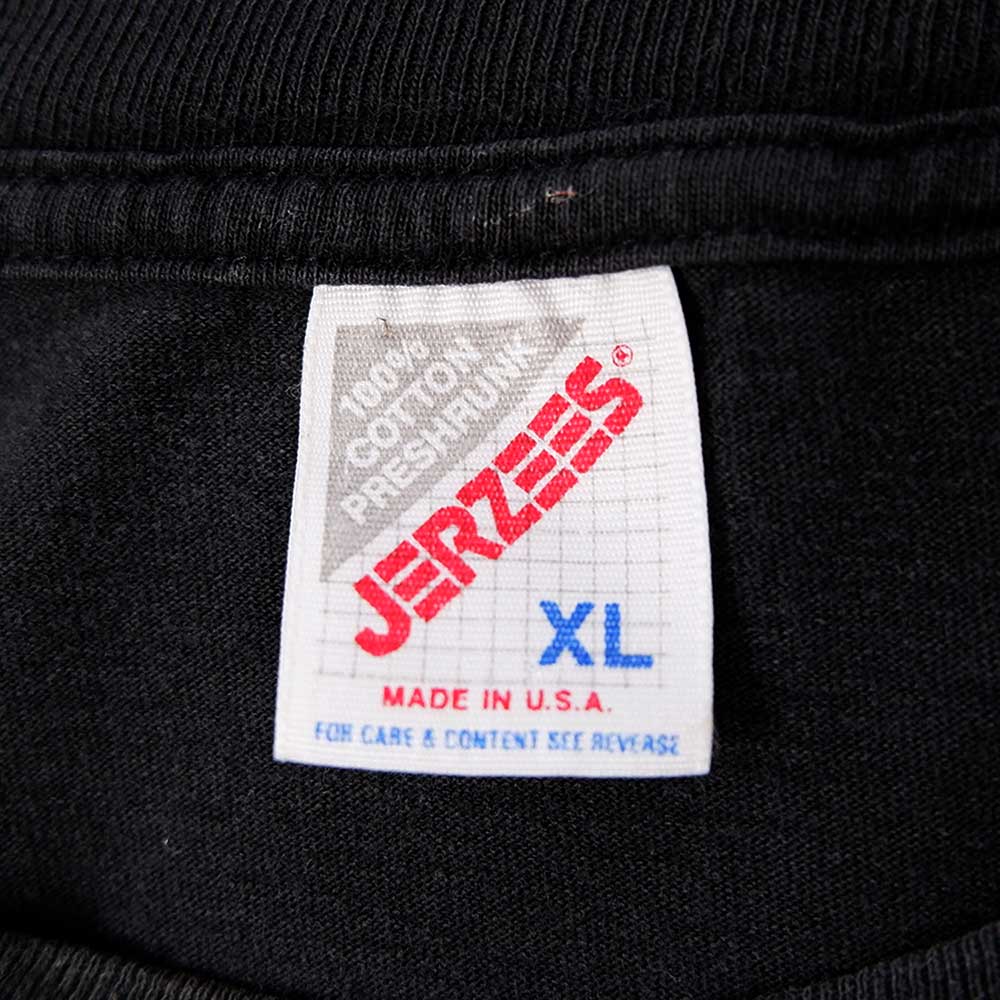 100%
COTTON
PRESHRUNK
JERZEES®
XL
MADE IN U.S.A.
FOR CARE & CONTENT SEE REVERSE